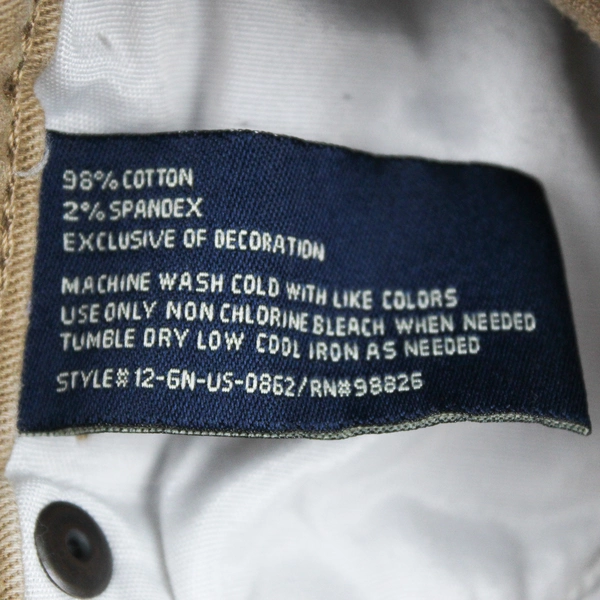 98% COTTON
2% SPANDEX
EXCLUSIVE OF DECORATION
MACHINE WASH COLD WITH LIKE COLORS
USE ONLY NON CHLORINE BLEACH WHEN NEEDED
TUMBLE DRY LOW COOL IRON AS NEEDED
STYLE# 12-GN-US-0862/RN#98826